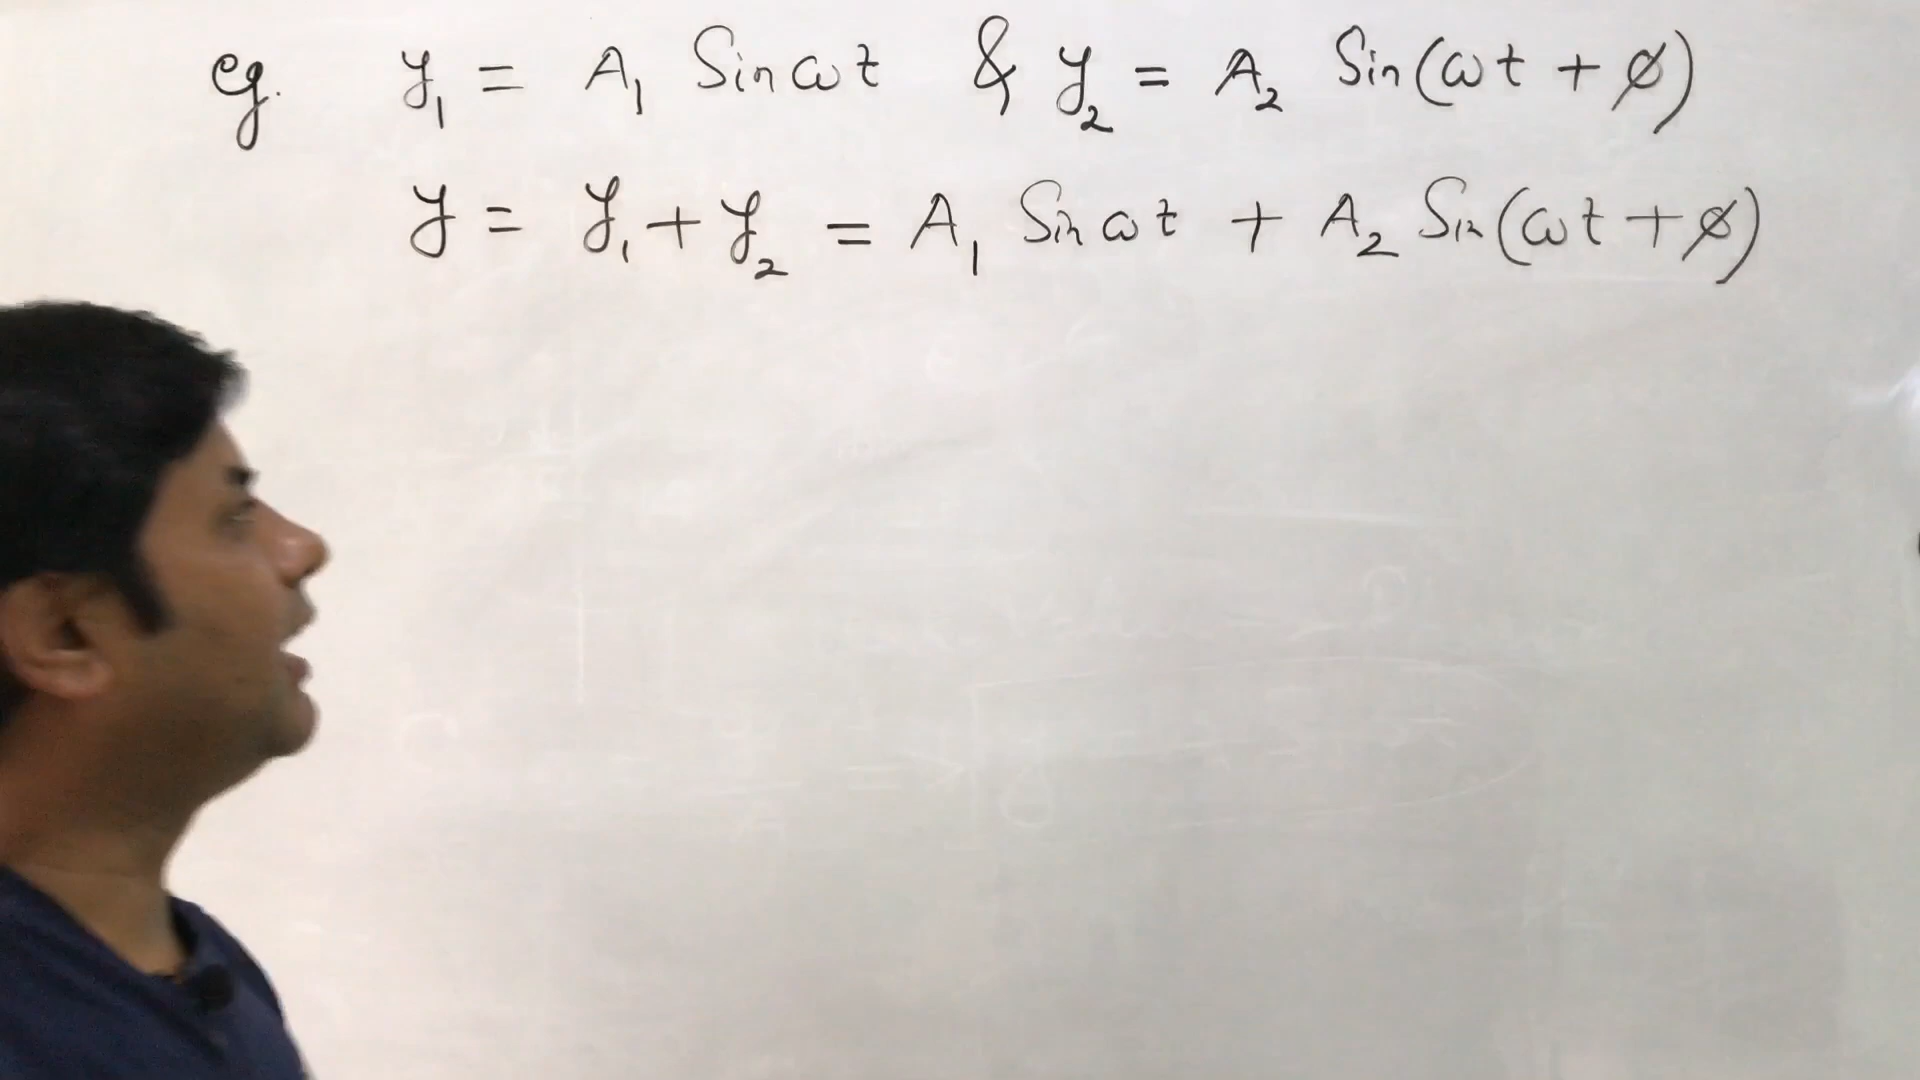 eg. y₁ = A₁ Sin ωt & y₂ = A₂ Sin(ωt + ø)
y = y₁ + y₂ = A₁ Sin ωt + A₂ Sin(ωt + ø)